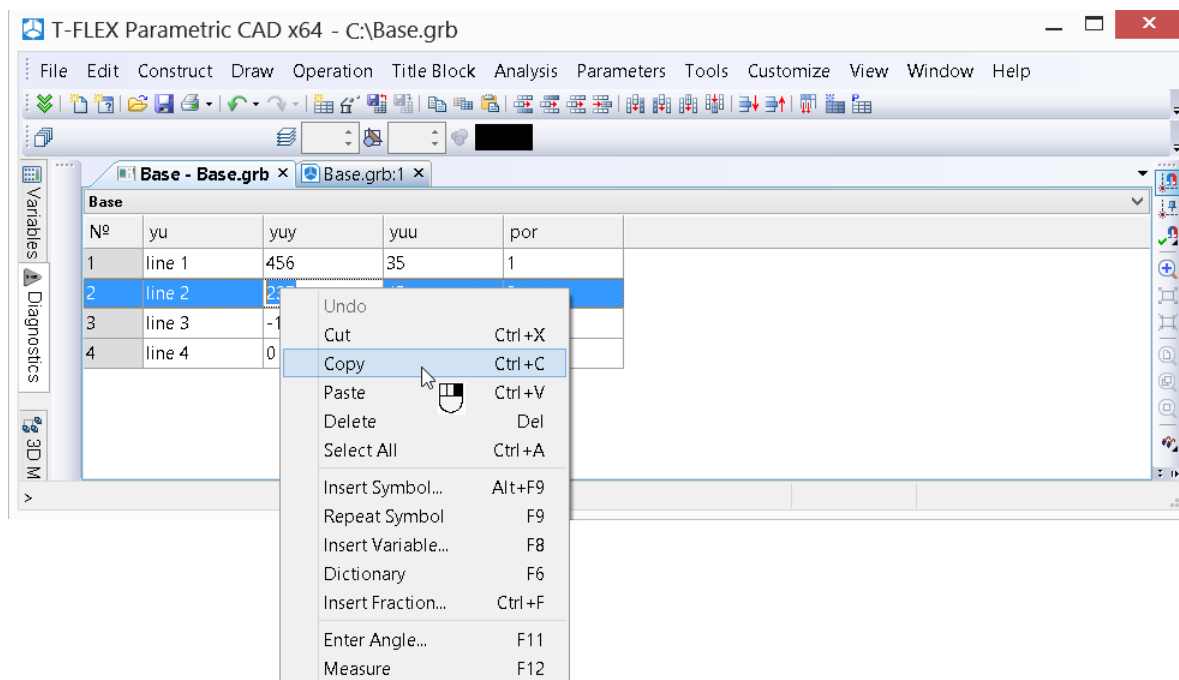 T-FLEX Parametric CAD x64 - C:\Base.grb
File Edit Construct Draw Operation Title Block Analysis Parameters Tools Customize View Window Help
Base - Base.grb × Base.grb:1 ×
Variables
Diagnostics
3D M
Base
Nº yu yuy yuu por
1 line 1 456 35 1
2 line 2
3 line 3 -1
4 line 4 0
Undo
Cut Ctrl+X
Copy Ctrl+C
Paste Ctrl+V
Delete Del
Select All Ctrl+A
Insert Symbol... Alt+F9
Repeat Symbol F9
Insert Variable... F8
Dictionary F6
Insert Fraction... Ctrl+F
Enter Angle... F11
Measure F12
>